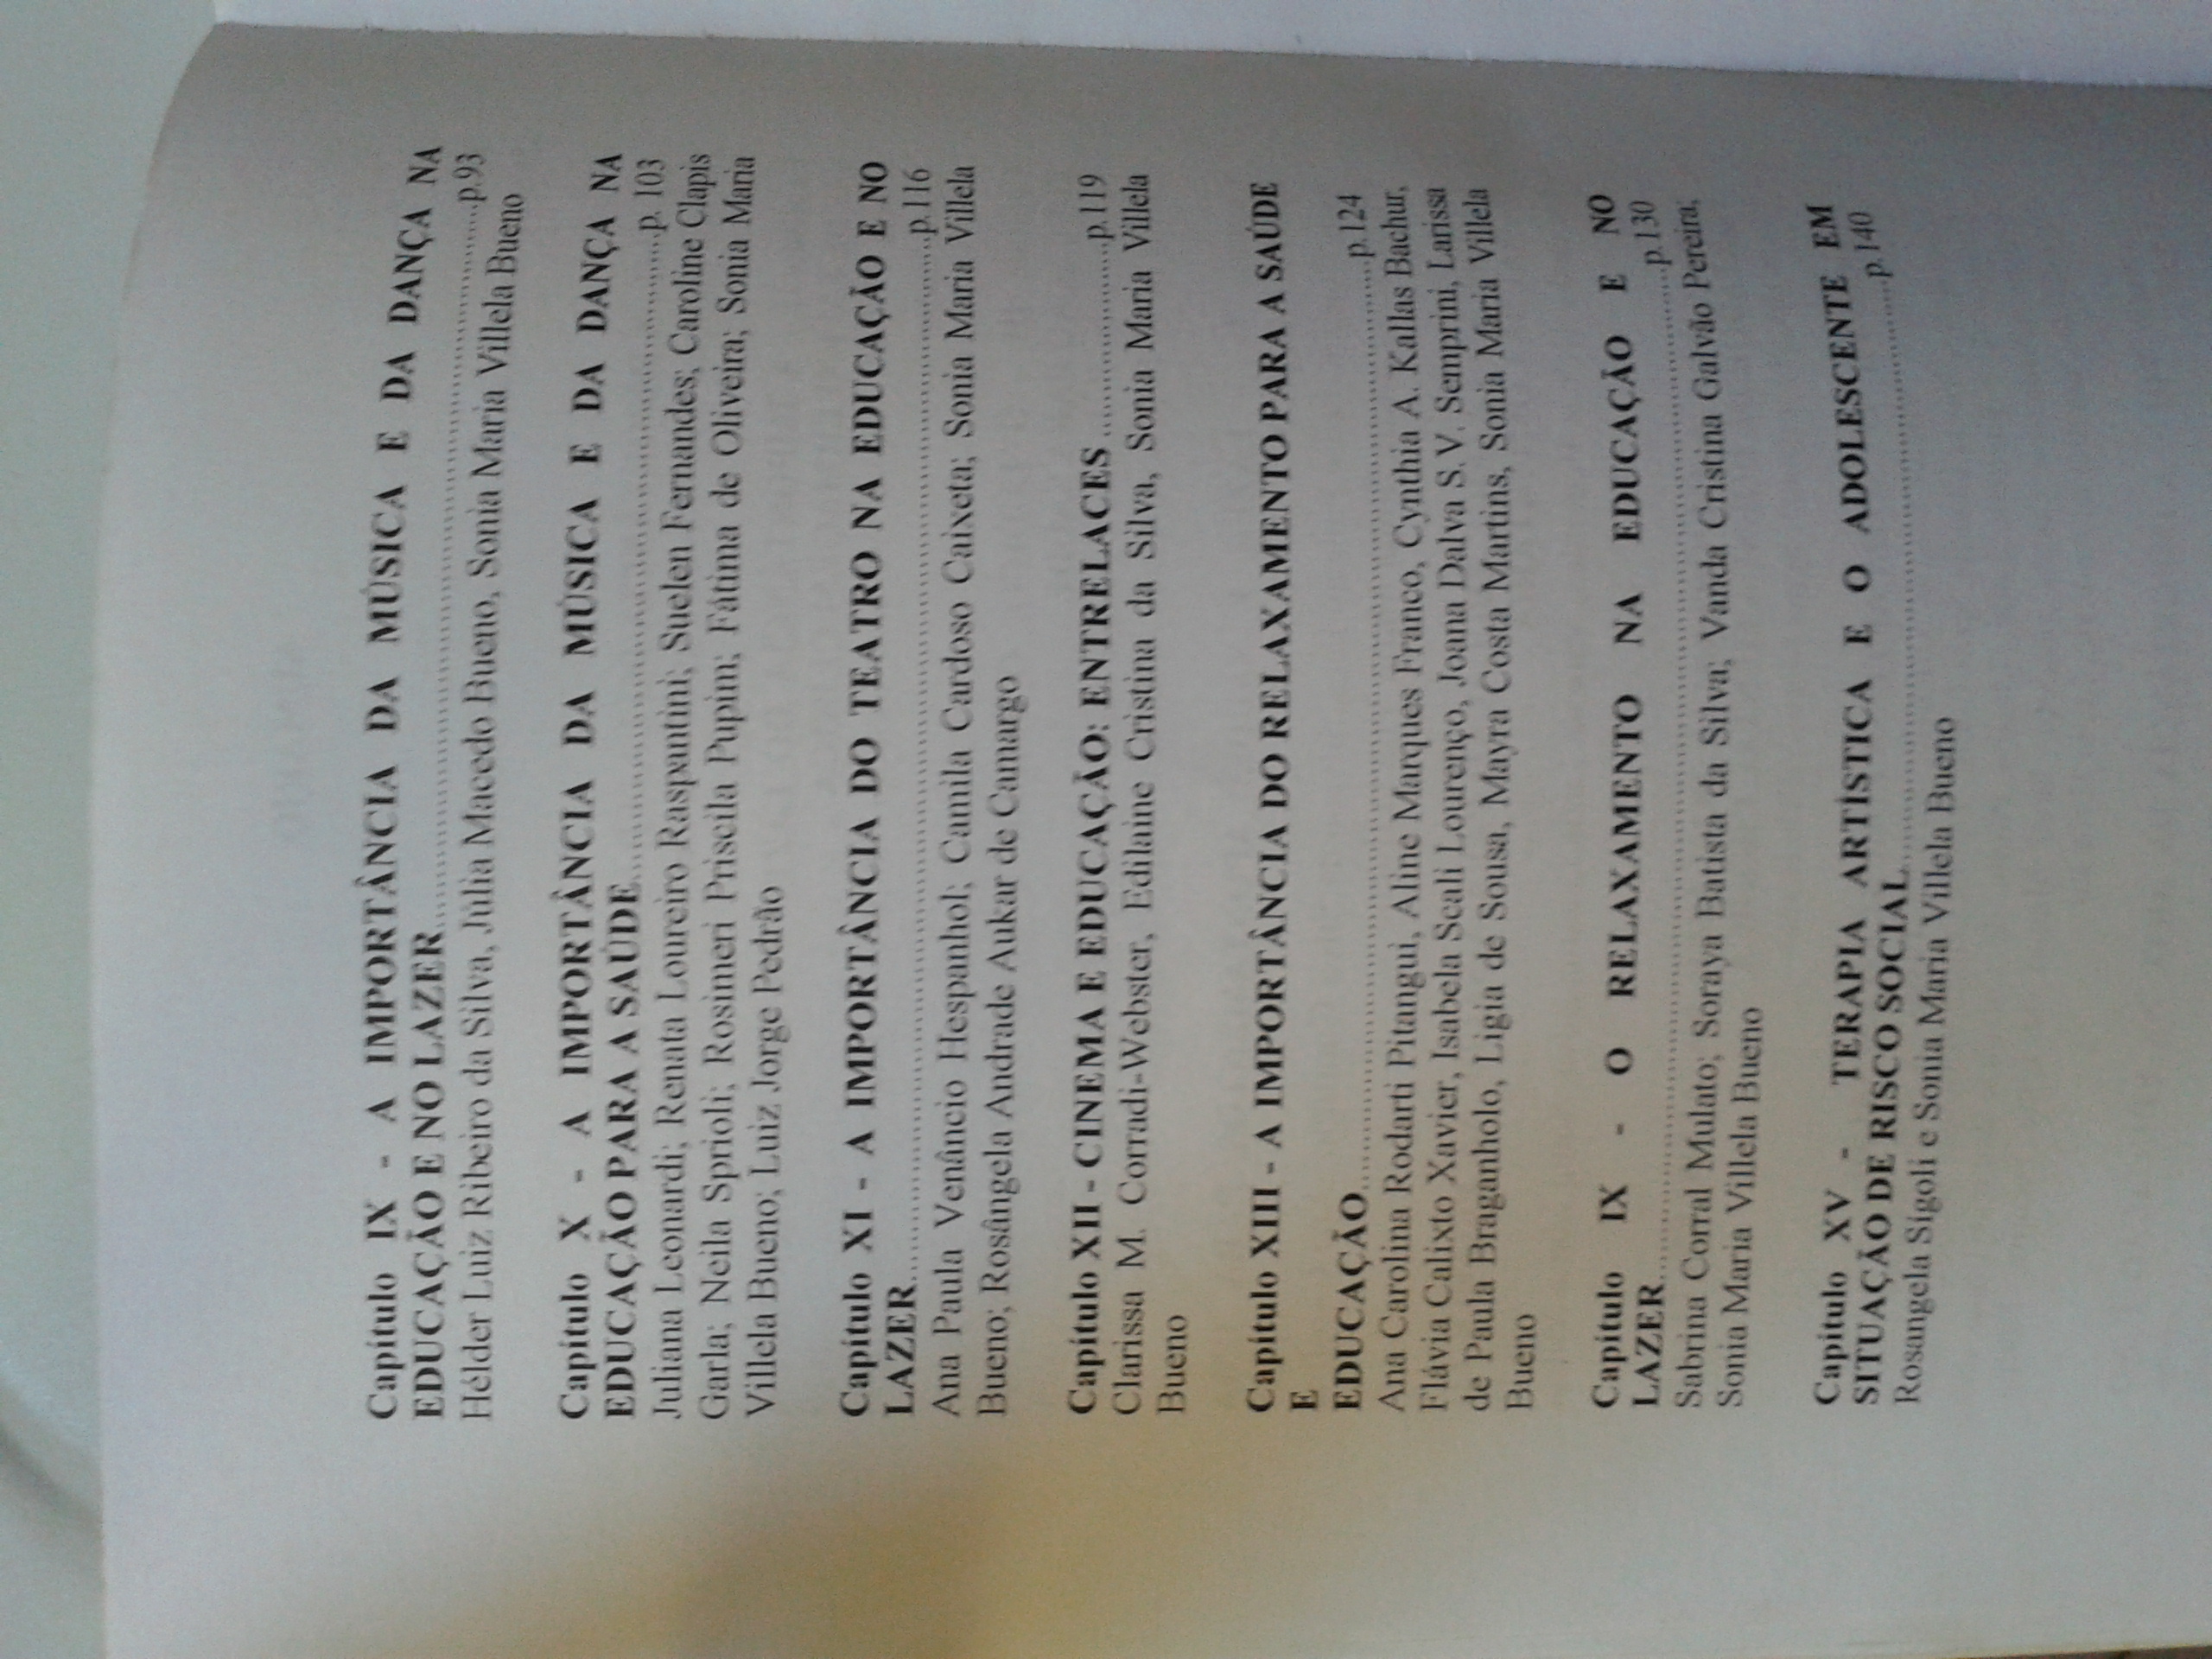 Capítulo IX - A IMPORTÂNCIA DA MÚSICA E DA DANÇA NA
EDUCAÇÃO E NO LAZER..........p.93
Hélder Luiz Ribeiro da Silva, Júlia Macedo Bueno, Sonia Maria Villela Bueno
Capítulo X - A IMPORTÂNCIA DA MÚSICA E DA DANÇA NA
EDUCAÇÃO PARA A SAÚDE..........p. 103
Juliana Leonardi; Renata Loureiro Raspantini; Suelen Fernandes; Caroline Clapis
Garla; Neila Sprioli; Rosimeri Priscila Pupim; Fátima de Oliveira; Sonia Maria
Villela Bueno; Luiz Jorge Pedrão
Capítulo XI - A IMPORTÂNCIA DO TEATRO NA EDUCAÇÃO E NO
LAZER..........p.116
Ana Paula Venâncio Hespanhol; Camila Cardoso Caixeta; Sonia Maria Villela
Bueno; Rosângela Andrade Aukar de Camargo
Capítulo XII - CINEMA E EDUCAÇÃO: ENTRELACES ..........p.119
Clarissa M. Corradi-Webster, Edilaine Cristina da Silva, Sonia Maria Villela
Bueno
Capítulo XIII - A IMPORTÂNCIA DO RELAXAMENTO PARA A SAÚDE
E
EDUCAÇÃO..........p.124
Ana Carolina Rodarti Pitangui, Aline Marques Franco, Cynthia A. Kallas Bachur,
Flávia Calixto Xavier, Isabela Scali Lourenço, Joana Dalva S. V. Semprini, Larissa
de Paula Braganholo, Ligia de Sousa, Mayra Costa Martins, Sonia Maria Villela
Bueno
Capítulo IX - O RELAXAMENTO NA EDUCAÇÃO E NO
LAZER..........p.130
Sabrina Corral Mulato; Soraya Batista da Silva; Vanda Cristina Galvão Pereira,
Sonia Maria Villela Bueno
Capítulo XV - TERAPIA ARTÍSTICA E O ADOLESCENTE EM
SITUAÇÃO DE RISCO SOCIAL..........p.140
Rosangela Sigoli e Sonia Maria Villela Bueno